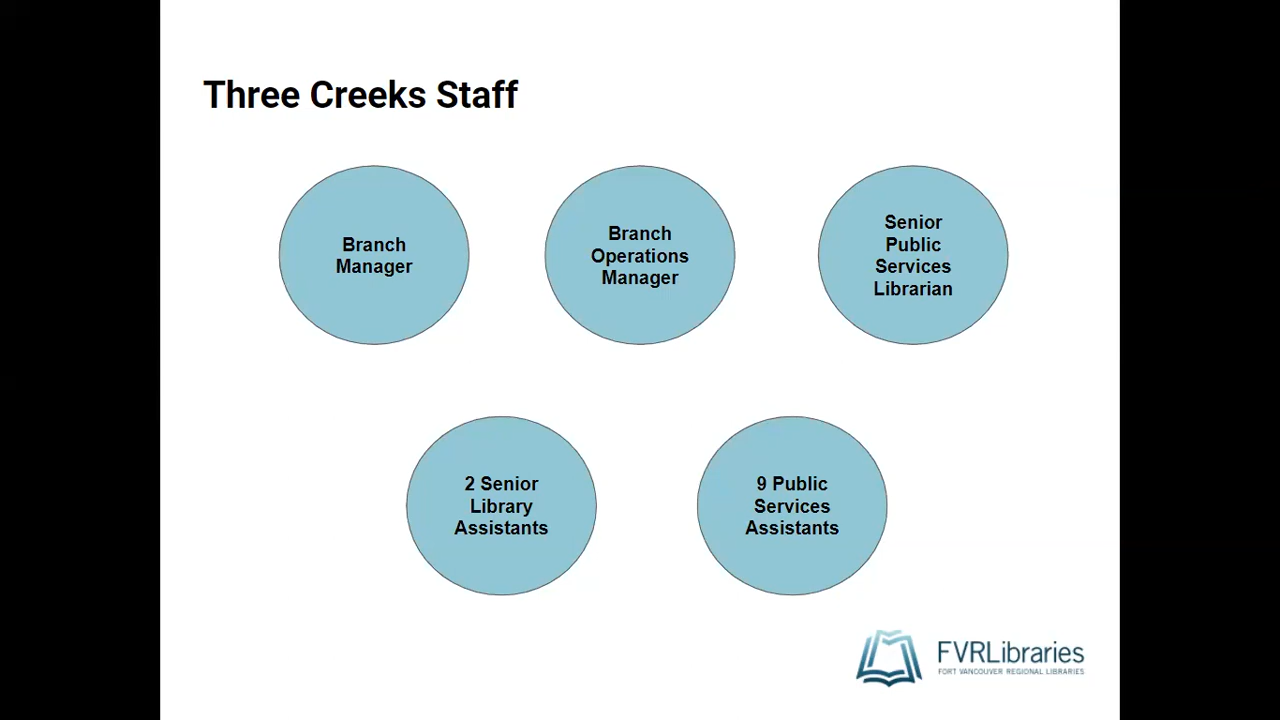 Three Creeks Staff
Branch
Manager
Branch
Operations
Manager
Senior
Public
Services
Librarian
2 Senior
Library
Assistants
9 Public
Services
Assistants
FVRLibraries
FORT VANCOUVER REGIONAL LIBRARIES